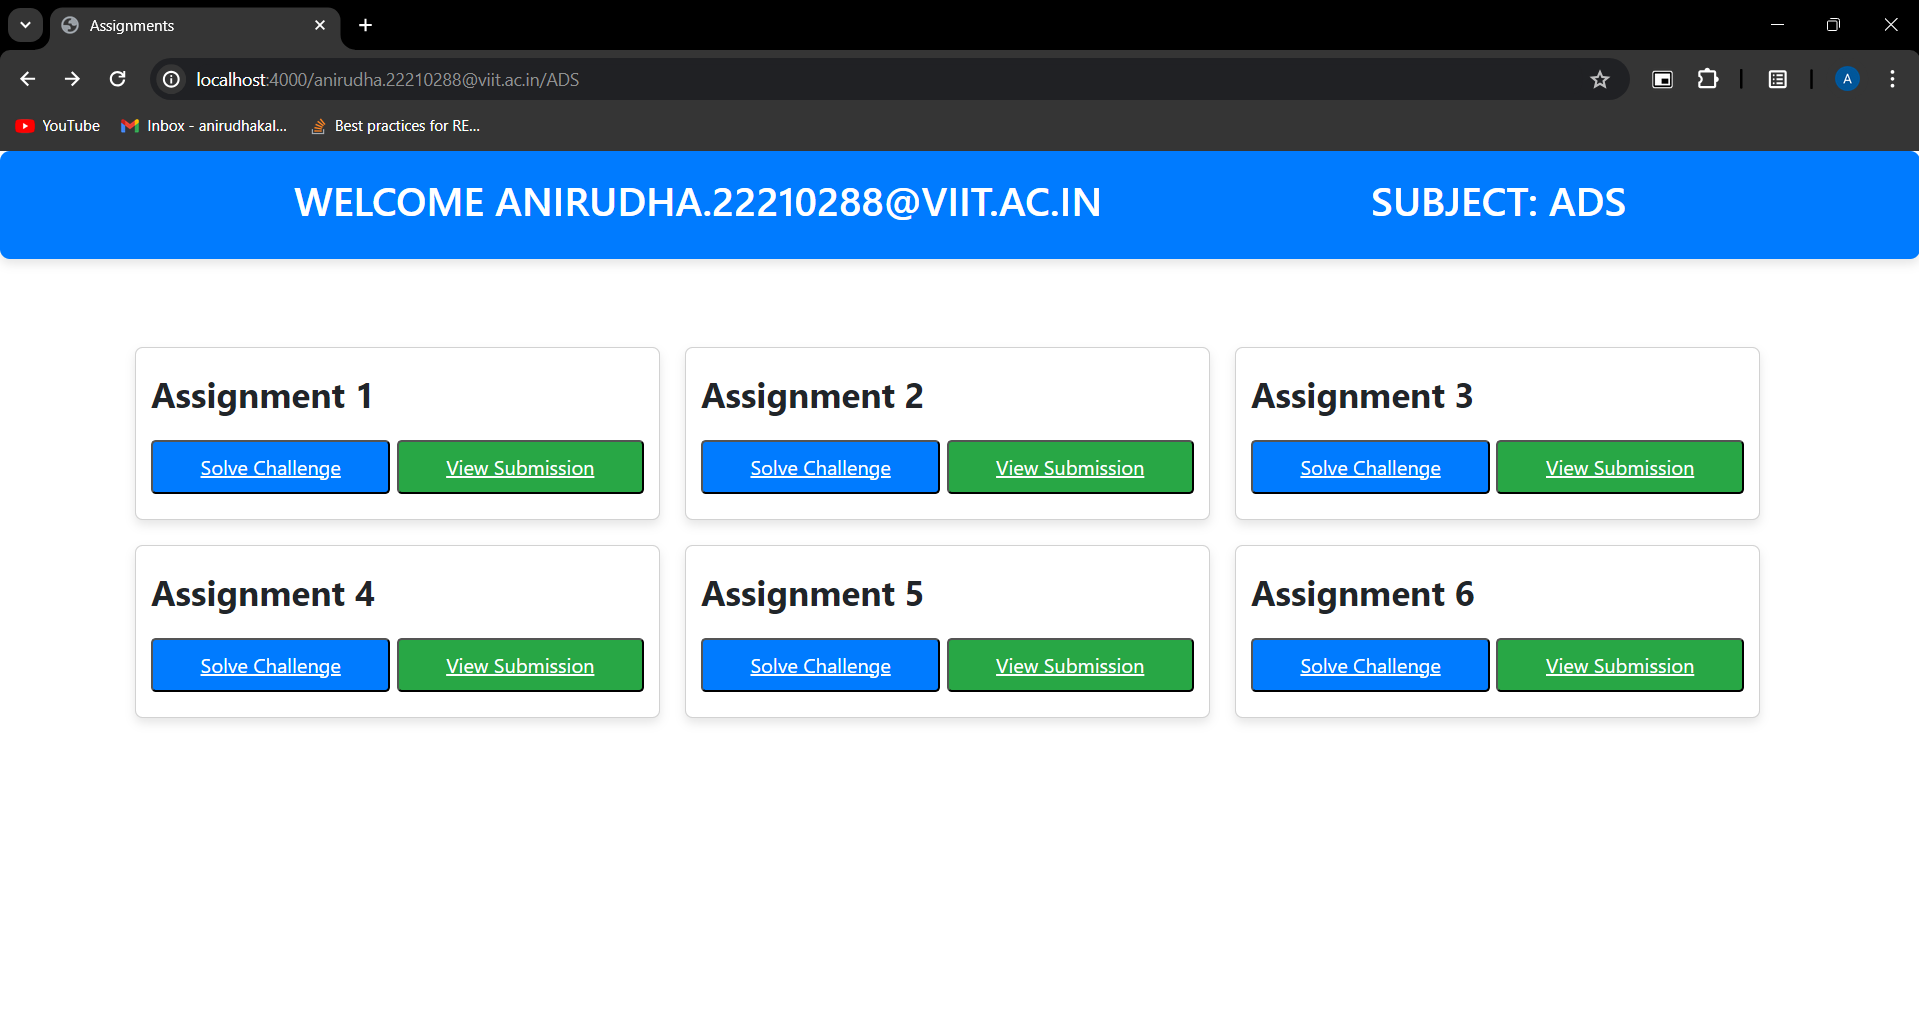 Assignments
localhost:4000/anirudha.22210288@viit.ac.in/ADS
A
YouTube
Inbox - anirudhakal...
Best practices for RE...
WELCOME ANIRUDHA.22210288@VIIT.AC.IN SUBJECT: ADS
Assignment 1
Solve Challenge View Submission
Assignment 2
Solve Challenge View Submission
Assignment 3
Solve Challenge View Submission
Assignment 4
Solve Challenge View Submission
Assignment 5
Solve Challenge View Submission
Assignment 6
Solve Challenge View Submission